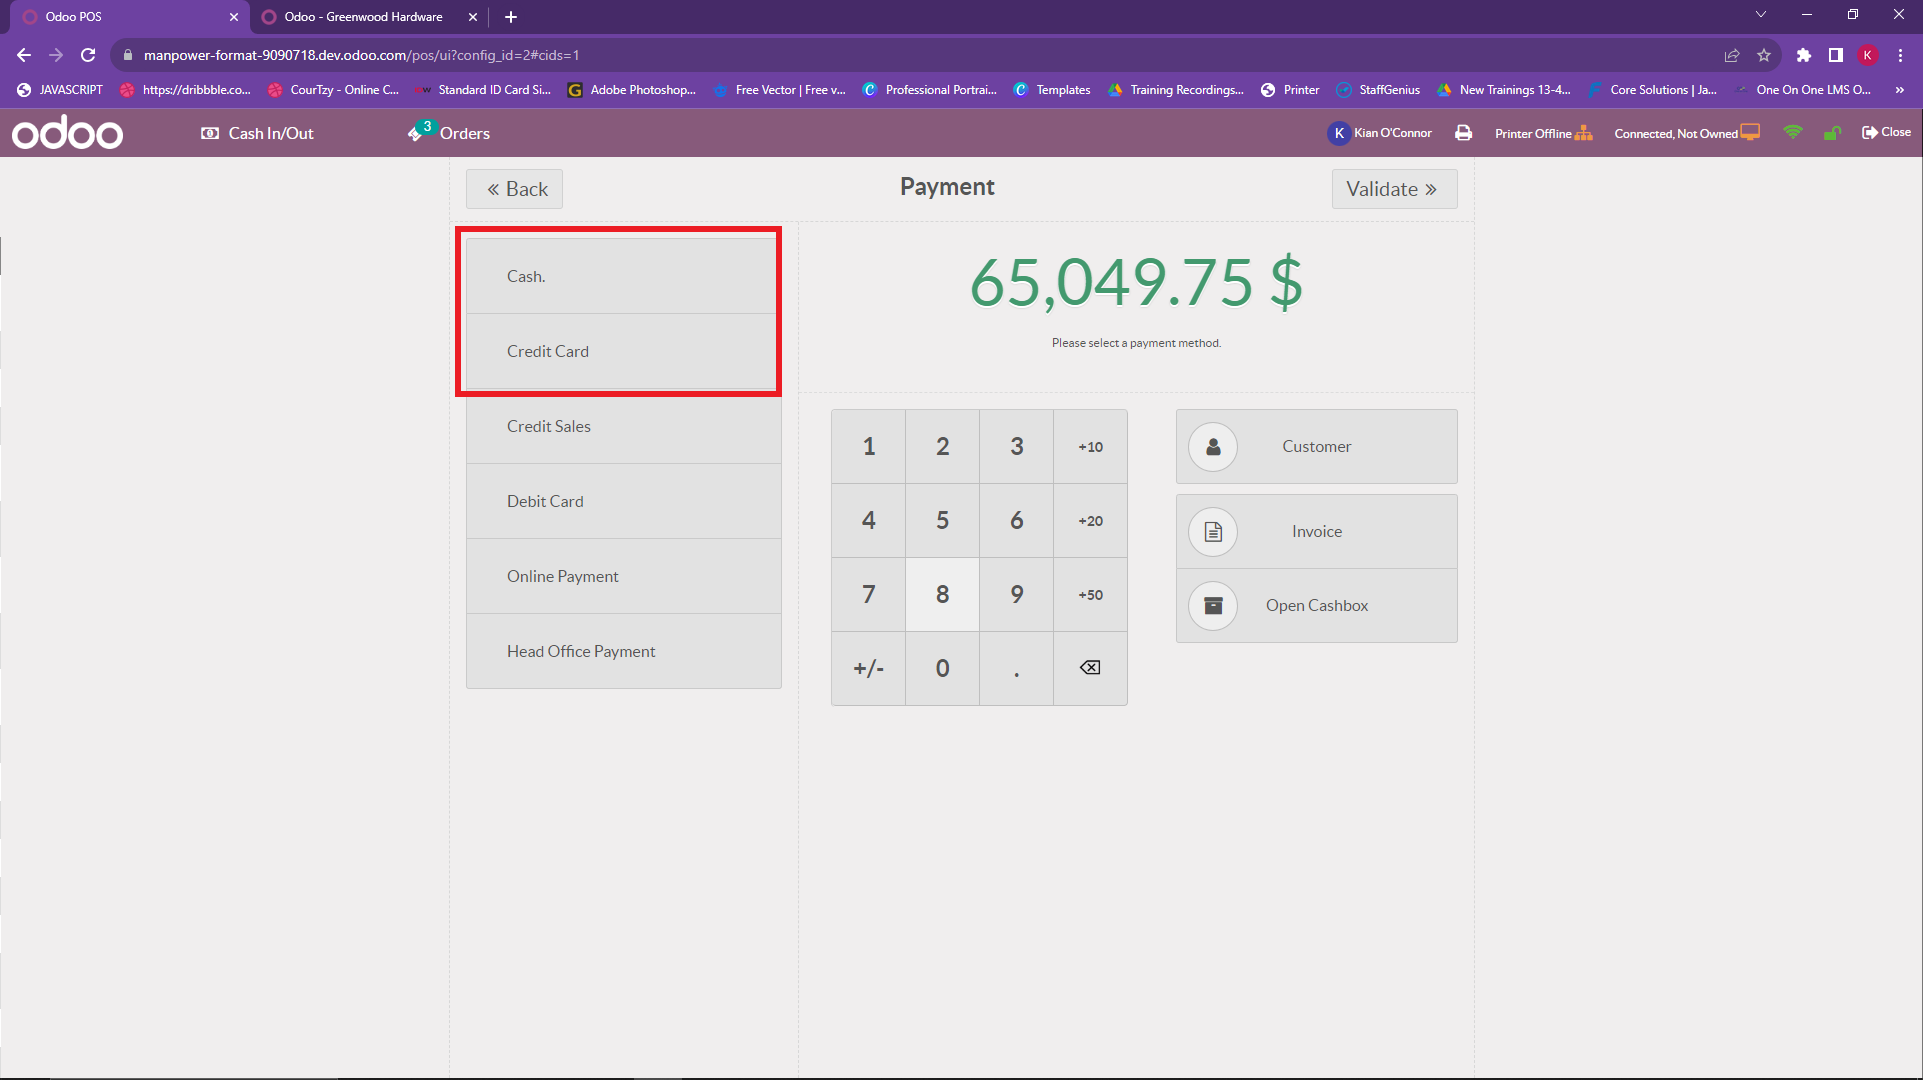 Odoo POS
Odoo - Greenwood Hardware
manpower-format-9090718.dev.odoo.com/pos/ui?config_id=2#cids=1
K
JAVASCRIPT
https://dribbble.co...
CourTzy - Online C...
Standard ID Card Si...
Adobe Photoshop...
Free Vector | Free v...
Professional Portrai...
Templates
Training Recordings...
Printer
StaffGenius
New Trainings 13-4...
Core Solutions | Ja...
One On One LMS O...
»
odoo
Cash In/Out
3
Orders
K
Kian O'Connor
Printer Offline
Connected, Not Owned
Close
« Back
Payment
Validate »
Cash.
Credit Card
Credit Sales
Debit Card
Online Payment
Head Office Payment
65,049.75 $
Please select a payment method.
1 2 3 +10
4 5 6 +20
7 8 9 +50
+/- 0 .
Customer
Invoice
Open Cashbox